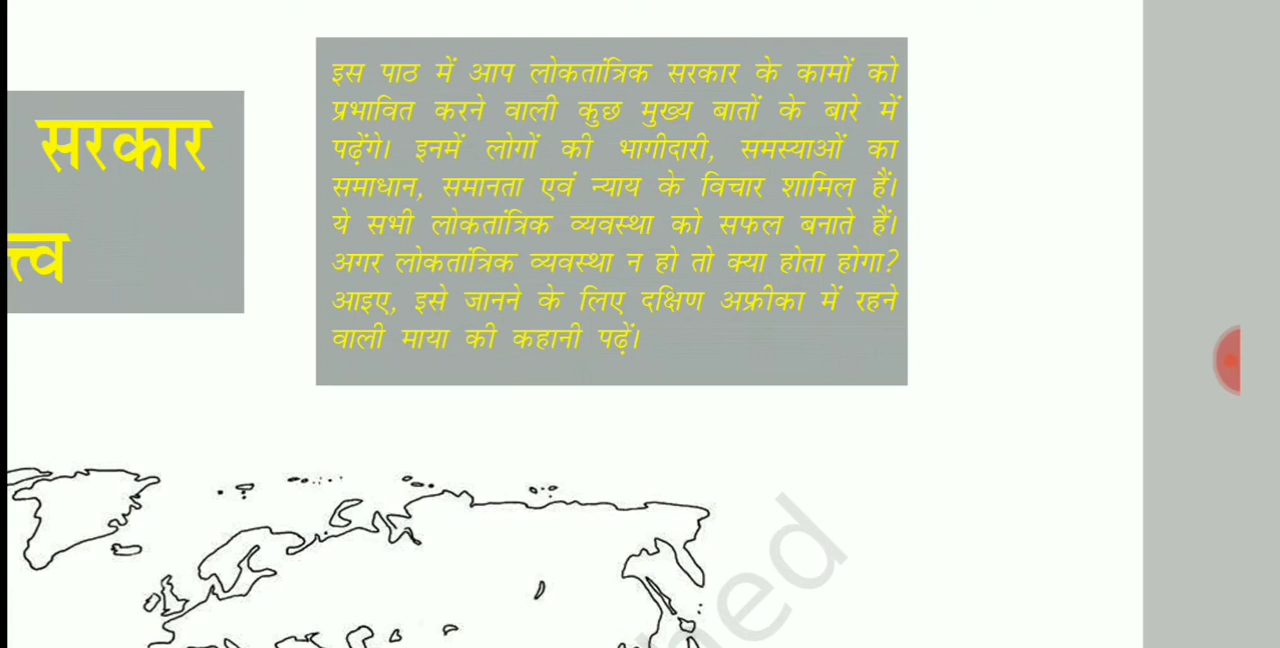 सरकार
त्त्व
इस पाठ में आप लोकतांत्रिक सरकार के कामों को
प्रभावित करने वाली कुछ मुख्य बातों के बारे में
पढ़ेंगे। इनमें लोगों की भागीदारी, समस्याओं का
समाधान, समानता एवं न्याय के विचार शामिल हैं।
ये सभी लोकतांत्रिक व्यवस्था को सफल बनाते हैं।
अगर लोकतांत्रिक व्यवस्था न हो तो क्या होता होगा?
आइए, इसे जानने के लिए दक्षिण अफ्रीका में रहने
वाली माया की कहानी पढ़ें।